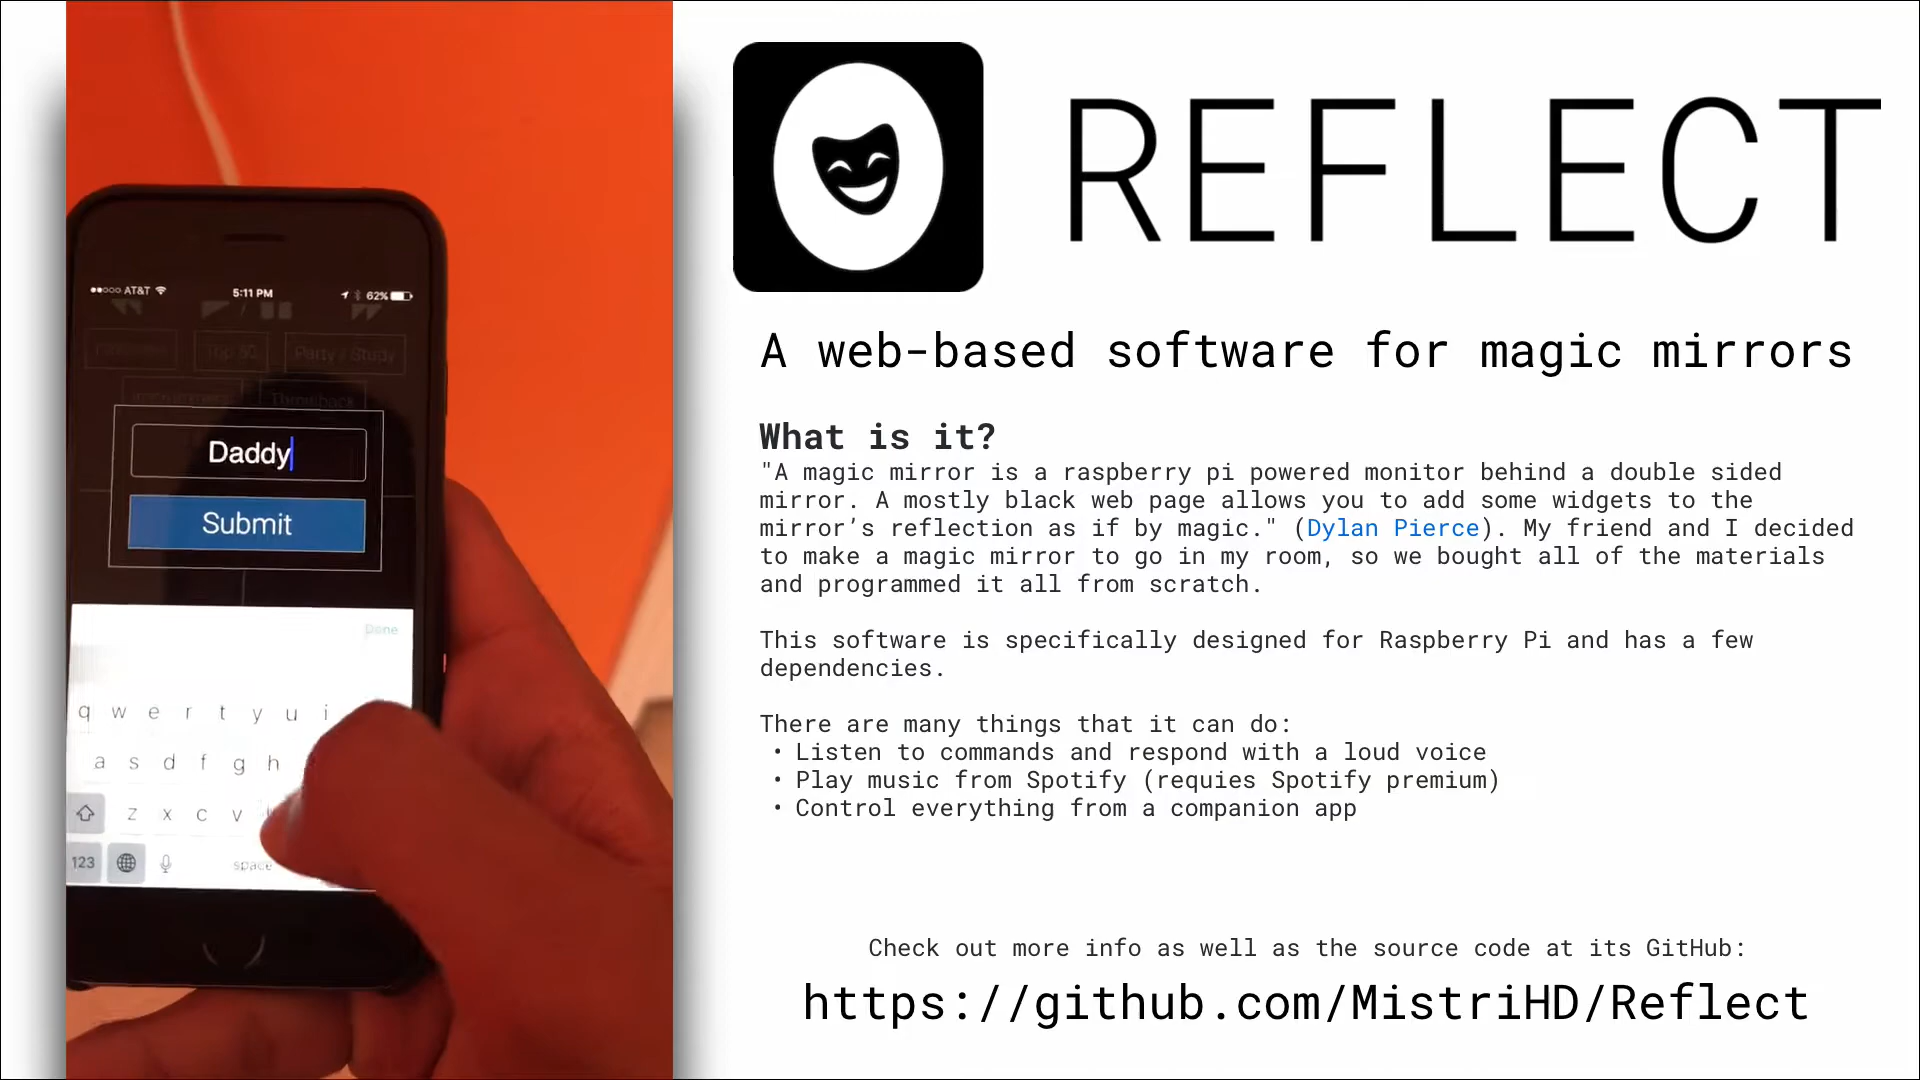 AT&T
5:11 PM
62%
Top 50
Party / Study
Throwback
Daddy
Submit
Done
q w e r t y u i
a s d f g h
z x c v
123
space
REFLECT
A web-based software for magic mirrors
What is it?
"A magic mirror is a raspberry pi powered monitor behind a double sided
mirror. A mostly black web page allows you to add some widgets to the
mirror’s reflection as if by magic." (Dylan Pierce). My friend and I decided
to make a magic mirror to go in my room, so we bought all of the materials
and programmed it all from scratch.
This software is specifically designed for Raspberry Pi and has a few
dependencies.
There are many things that it can do:
• Listen to commands and respond with a loud voice
• Play music from Spotify (requies Spotify premium)
• Control everything from a companion app
Check out more info as well as the source code at its GitHub:
https://github.com/MistriHD/Reflect